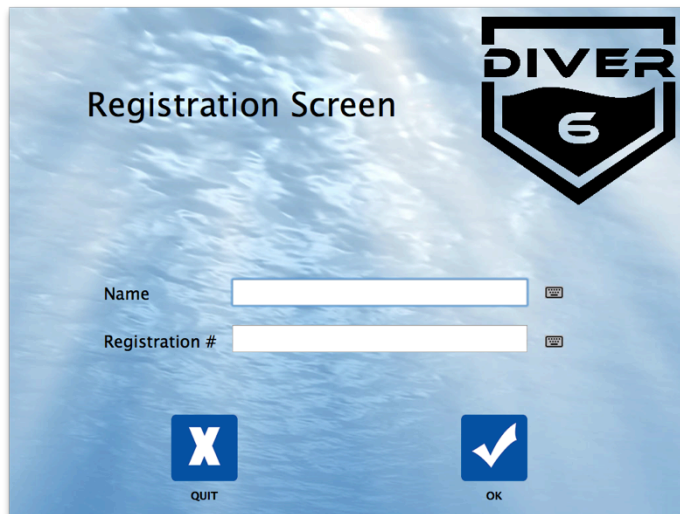 DIVER
6
Registration Screen
Name
Registration #
X
QUIT
OK